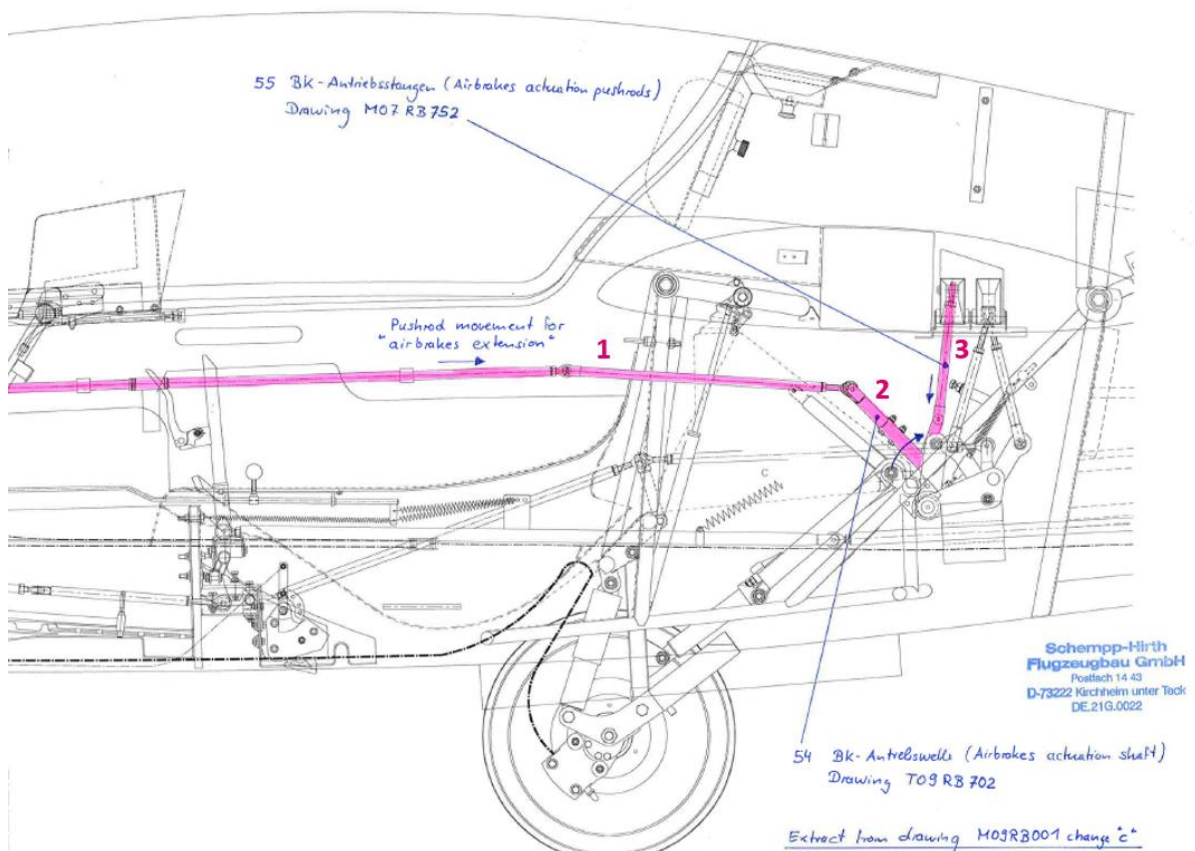 55 BK-Antriebsstangen (Airbrakes actuation pushrods)
Drawing M07 RB752
Pushrod movement for
"airbrakes extension"
1
2
3
C
Schempp-Hirth
Flugzeugbau GmbH
Postfach 14 43
D-73222 Kirchheim unter Teck
DE.21G.0022
54 BK-Antriebswelle (Airbrakes actuation shaft)
Drawing T09 RB 702
Extract from drawing M09RB001 change "c"